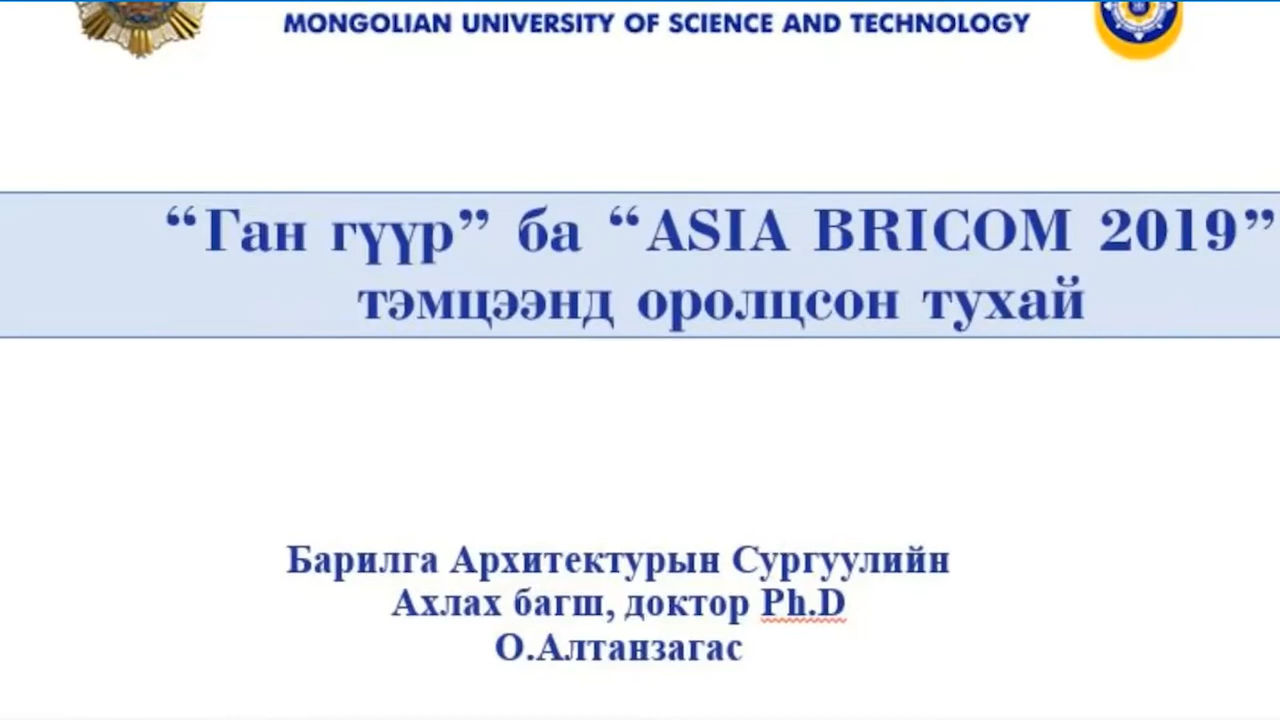 MONGOLIAN UNIVERSITY OF SCIENCE AND TECHNOLOGY
“Ган гүүр” ба “ASIA BRICOM 2019”
тэмцээнд оролцсон тухай
Барилга Архитектурын Сургуулийн
Ахлах багш, доктор Ph.D
О.Алтанзагас